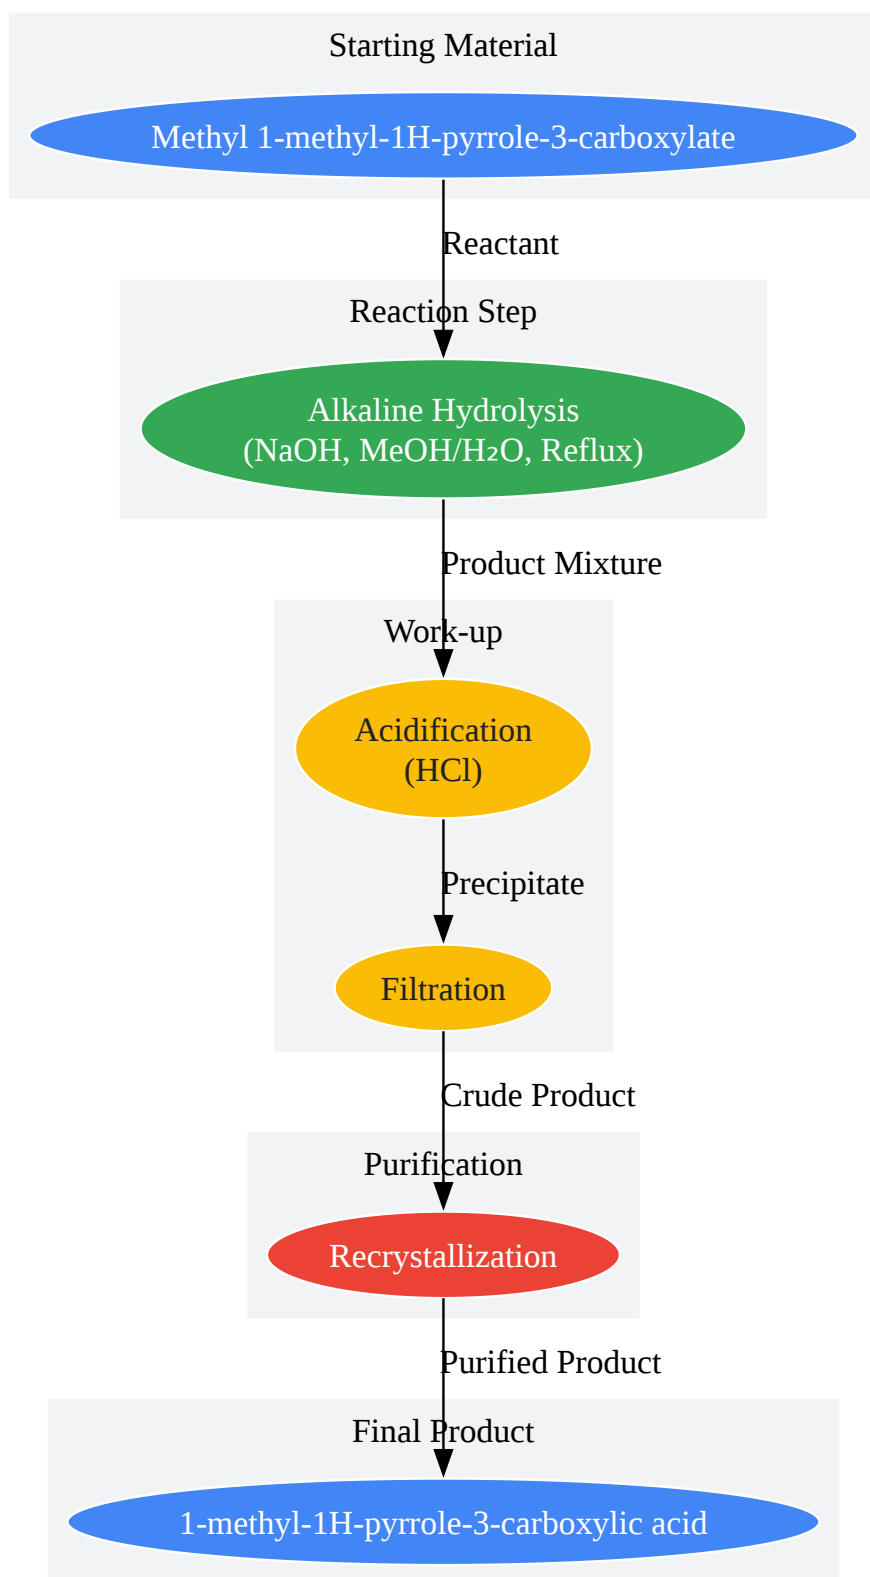 Starting Material
Methyl 1-methyl-1H-pyrrole-3-carboxylate
Reactant
Reaction Step
Alkaline Hydrolysis
(NaOH, MeOH/H₂O, Reflux)
Product Mixture
Work-up
Acidification
(HCl)
Precipitate
Filtration
Crude Product
Purification
Recrystallization
Purified Product
Final Product
1-methyl-1H-pyrrole-3-carboxylic acid